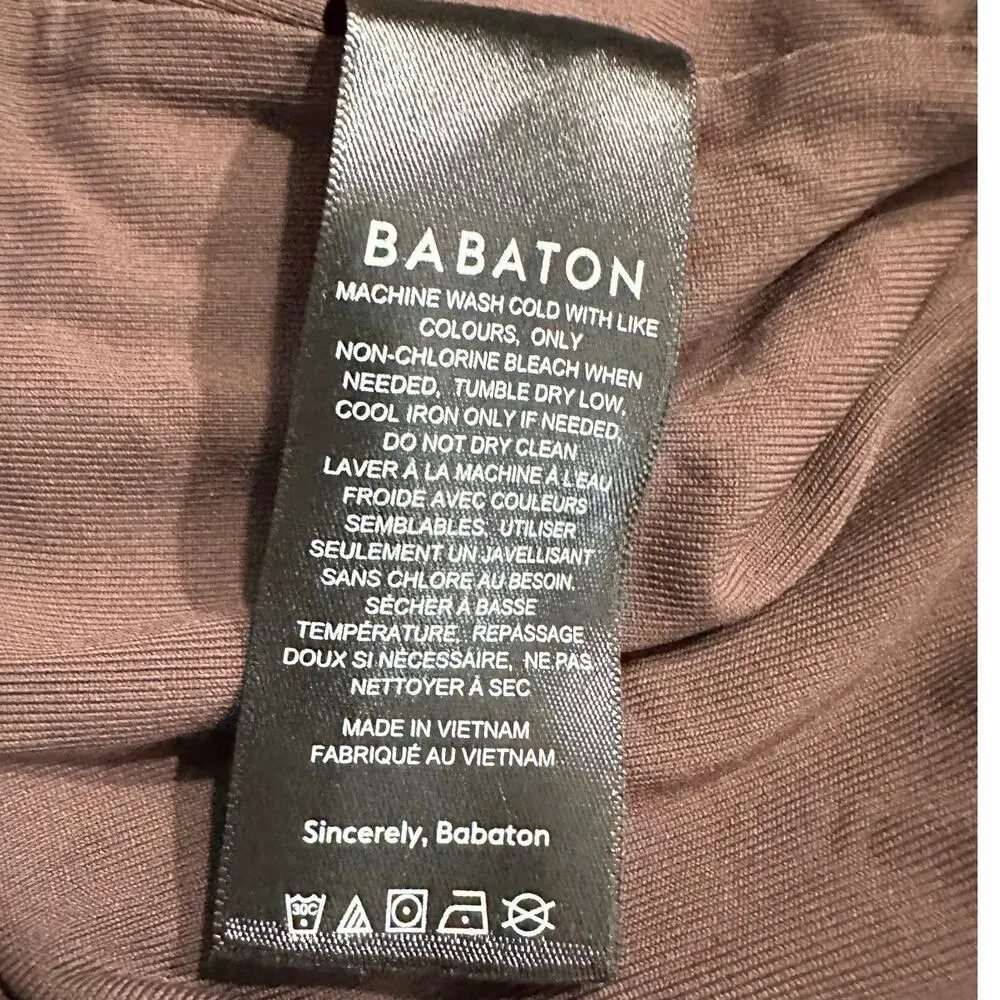 BABATON
MACHINE WASH COLD WITH LIKE
COLOURS, ONLY
NON-CHLORINE BLEACH WHEN
NEEDED, TUMBLE DRY LOW,
COOL IRON ONLY IF NEEDED,
DO NOT DRY CLEAN
LAVER À LA MACHINE À L'EAU
FROIDE AVEC COULEURS
SEMBLABLES, UTILISER
SEULEMENT UN JAVELLISANT
SANS CHLORE AU BESOIN,
SÉCHER À BASSE
TEMPÉRATURE, REPASSAGE
DOUX SI NÉCESSAIRE, NE PAS
NETTOYER À SEC
MADE IN VIETNAM
FABRIQUÉ AU VIETNAM
Sincerely, Babaton
30C